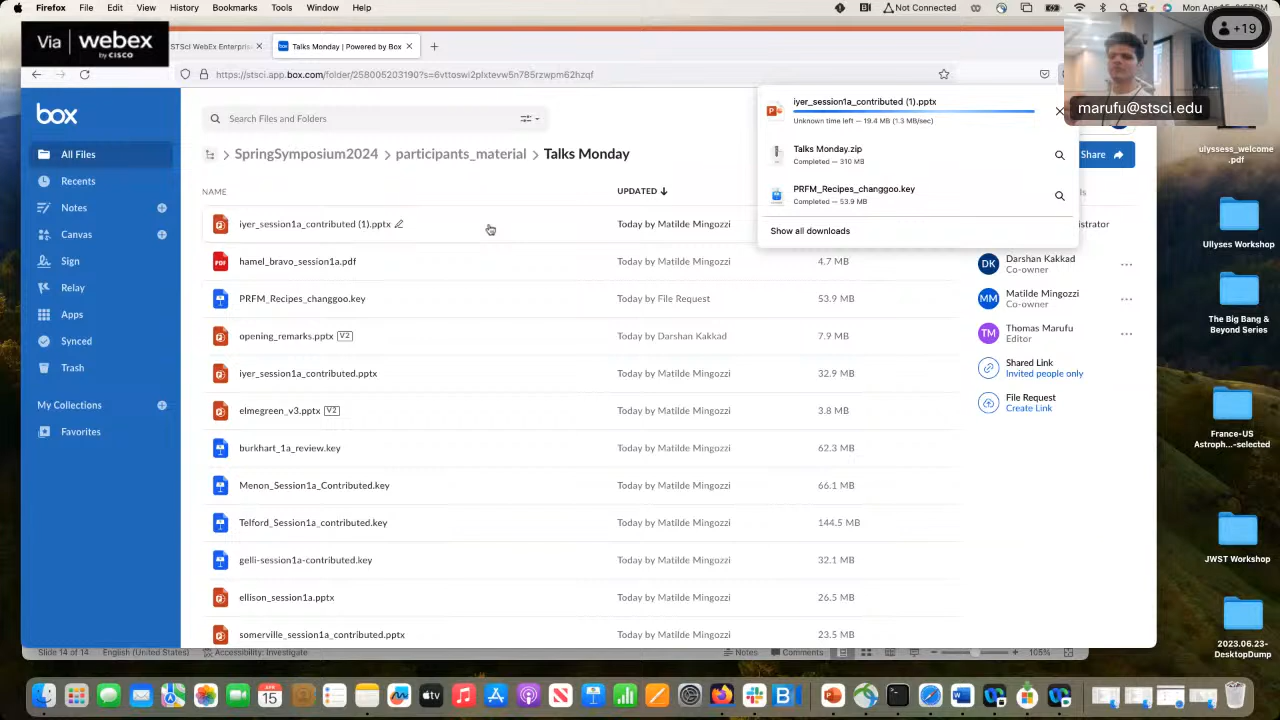 Firefox File Edit View History Bookmarks Tools Window Help
Not Connected
Via webex
by CISCO
STScI WebEx Enterpris
Talks Monday | Powered by Box
+19
https://stsci.app.box.com/folder/258005203190?s=6vttoswi2plxtevw5n785rzwpm62hzqf
marufu@stsci.edu
box
Search Files and Folders
iyer_session1a_contributed (1).pptx
Unknown time left — 19.4 MB (1.3 MB/sec)
Talks Monday.zip
Completed — 310 MB
PRFM_Recipes_changgoo.key
Completed — 53.9 MB
Show all downloads
All Files
Recents
Notes
Canvas
Sign
Relay
Apps
Synced
Trash
My Collections
Favorites
SpringSymposium2024 > participants_material > Talks Monday
Share
NAME UPDATED
iyer_session1a_contributed (1).pptx Today by Matilde Mingozzi
hamel_bravo_session1a.pdf Today by Matilde Mingozzi 4.7 MB
PRFM_Recipes_changgoo.key Today by File Request 53.9 MB
opening_remarks.pptx V2 Today by Darshan Kakkad 7.9 MB
iyer_session1a_contributed.pptx Today by Matilde Mingozzi 32.9 MB
elmegreen_v3.pptx V2 Today by Matilde Mingozzi 3.8 MB
burkhart_1a_review.key Today by Matilde Mingozzi 62.3 MB
Menon_Session1a_Contributed.key Today by Matilde Mingozzi 66.1 MB
Telford_Session1a_contributed.key Today by Matilde Mingozzi 144.5 MB
gelli-session1a-contributed.key Today by Matilde Mingozzi 32.1 MB
ellison_session1a.pptx Today by Matilde Mingozzi 26.5 MB
somerville_session1a_contributed.pptx Today by Matilde Mingozzi 23.5 MB
DK Darshan Kakkad
Co-owner
MM Matilde Mingozzi
Co-owner
TM Thomas Marufu
Editor
Shared Link
Invited people only
File Request
Create Link
ulyssess_welcome
.pdf
Ullyses Workshop
The Big Bang &
Beyond Series
France-US
Astroph...-selected
JWST Workshop
2023.06.23-
DesktopDump
Slide 14 of 14 English (United States) Accessibility: Investigate Notes Comments 105%
APR
15